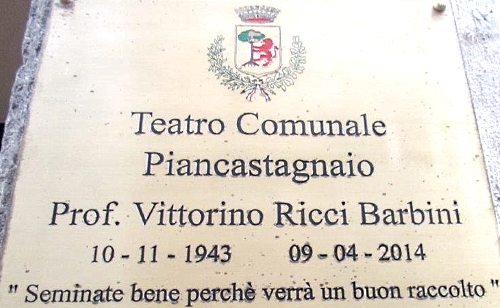 Teatro Comunale
Piancastagnaio
Prof. Vittorino Ricci Barbini
10 - 11 - 1943 09 - 04 - 2014
" Seminate bene perchè verrà un buon raccolto "